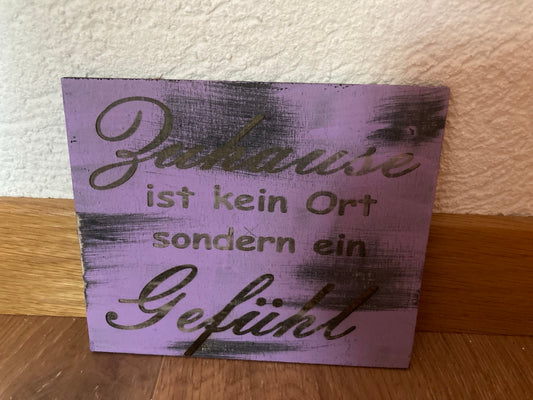 Zuhause
ist kein Ort
sondern ein
Gefühl